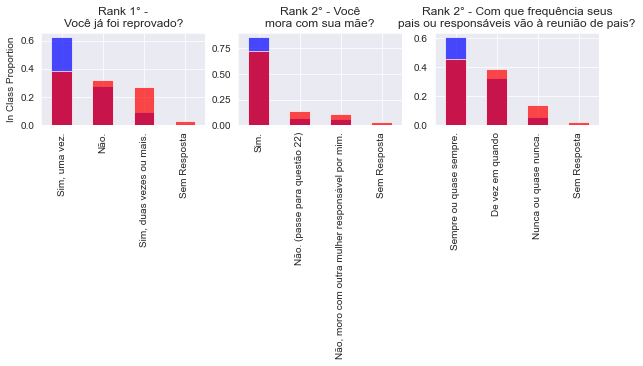 Rank 1° -
Você já foi reprovado?
In Class Proportion
0.6
0.4
0.2
0.0
Sim, uma vez.
Não.
Sim, duas vezes ou mais.
Sem Resposta
Rank 2° - Você
mora com sua mãe?
0.75
0.50
0.25
0.00
Sim.
Não. (passe para questão 22)
Não, moro com outra mulher responsável por mim.
Sem Resposta
Rank 2° - Com que frequência seus
pais ou responsáveis vão à reunião de pais?
0.6
0.4
0.2
0.0
Sempre ou quase sempre.
De vez em quando
Nunca ou quase nunca.
Sem Resposta